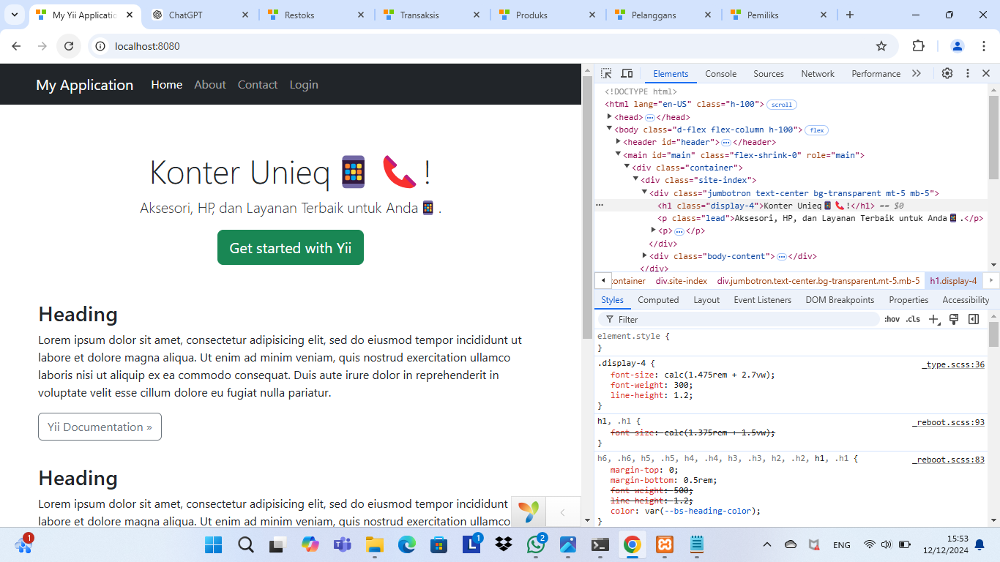 My Yii Applicatio
ChatGPT
Restoks
Transaksis
Produks
Pelanggans
Pemiliks
localhost:8080
My Application
Home
About
Contact
Login
Konter Unieq📱📞!
Aksesori, HP, dan Layanan Terbaik untuk Anda📱.
Get started with Yii
Heading
Lorem ipsum dolor sit amet, consectetur adipisicing elit, sed do eiusmod tempor incididunt ut
labore et dolore magna aliqua. Ut enim ad minim veniam, quis nostrud exercitation ullamco
laboris nisi ut aliquip ex ea commodo consequat. Duis aute irure dolor in reprehenderit in
voluptate velit esse cillum dolore eu fugiat nulla pariatur.
Yii Documentation »
Heading
Lorem ipsum dolor sit amet, consectetur adipisicing elit, sed do eiusmod tempor incididunt
labore et dolore magna aliqua. Ut enim ad minim veniam, quis nostrud exercitation ullamco
Elements
Console
Sources
Network
Performance
<!DOCTYPE html>
<html lang="en-US" class="h-100"> scroll
<head> ⋯ </head>
<body class="d-flex flex-column h-100"> flex
<header id="header"> ⋯ </header>
<main id="main" class="flex-shrink-0" role="main">
<div class="container">
<div class="site-index">
<div class="jumbotron text-center bg-transparent mt-5 mb-5">
<h1 class="display-4">Konter Unieq📱📞!</h1> == $0
<p class="lead">Aksesori, HP, dan Layanan Terbaik untuk Anda📱.</p>
<p> ⋯ </p>
</div>
<div class="body-content"> ⋯ </div>
</div>
container
div.site-index
div.jumbotron.text-center.bg-transparent.mt-5.mb-5
h1.display-4
Styles
Computed
Layout
Event Listeners
DOM Breakpoints
Properties
Accessibility
Filter
:hov
.cls
element.style {
}
.display-4 {
_type.scss:36
font-size: calc(1.475rem + 2.7vw);
font-weight: 300;
line-height: 1.2;
}
h1, .h1 {
_reboot.scss:93
font-size: calc(1.375rem + 1.5vw);
}
h6, .h6, h5, .h5, h4, .h4, h3, .h3, h2, .h2, h1, .h1 {
_reboot.scss:83
margin-top: 0;
margin-bottom: 0.5rem;
font-weight: 500;
line-height: 1.2;
color: var(--bs-heading-color);
}
1
L
1
2
ENG
15:53
12/12/2024